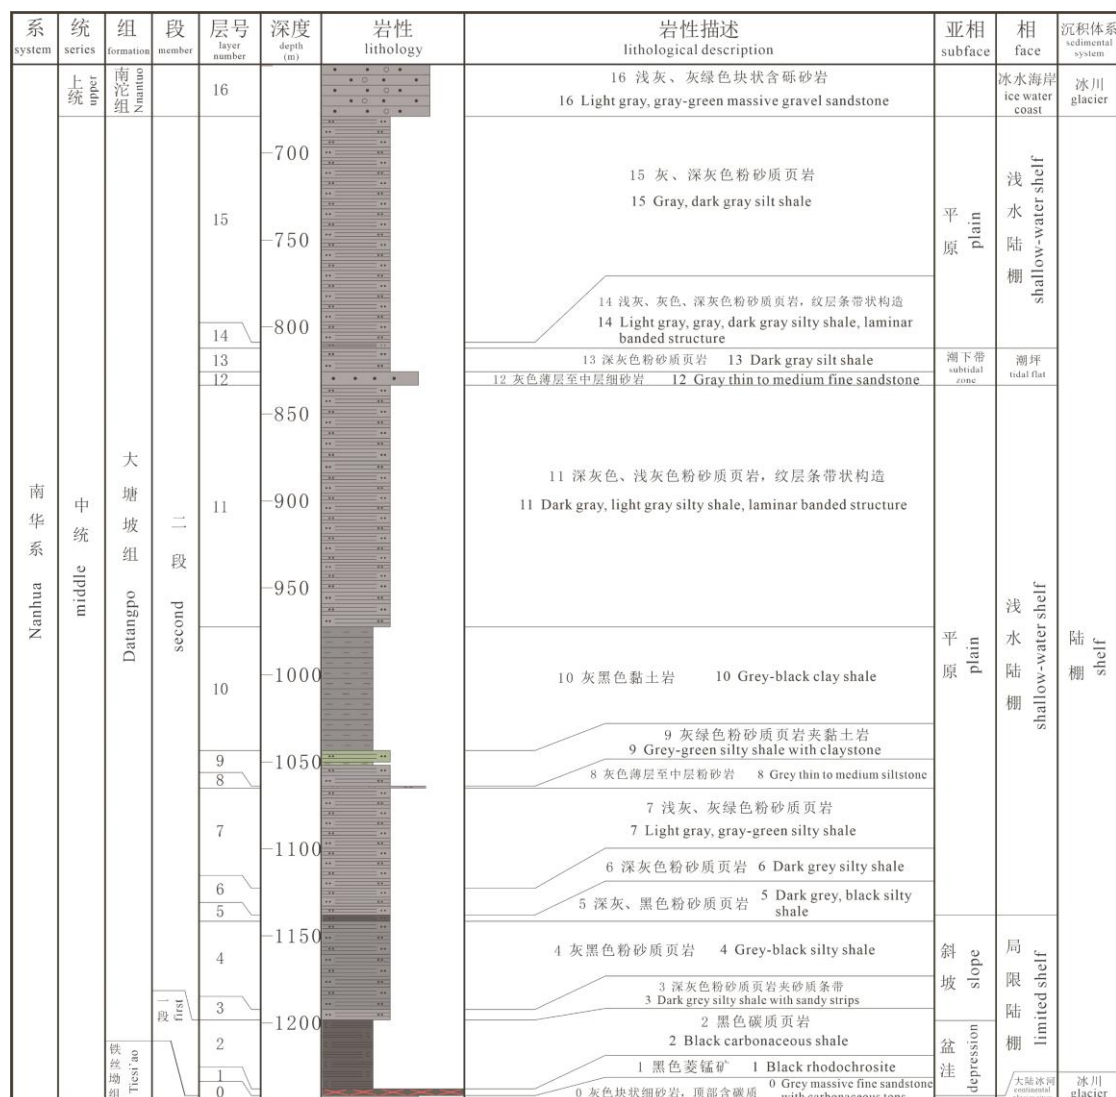 系 统 组 段 层号 深度 岩性 岩性描述 亚相 相 沉积体系
system series formation member layer number depth (m) lithology lithological description subface face sedimental system
上统 upper
南沱组 Nnantuo
16
16 浅灰、灰绿色块状含砾砂岩
16 Light gray, gray-green massive gravel sandstone
冰水海岸
ice water
coast
冰川
glacier
700
15
15 灰、深灰色粉砂质页岩
15 Gray, dark gray silt shale
平原 plain
浅水陆棚 shallow-water shelf
750
800
14
14 浅灰、灰色、深灰色粉砂质页岩，纹层条带状构造
14 Light gray, gray, dark gray silty shale, laminar
banded structure
13
13 深灰色粉砂质页岩 13 Dark gray silt shale
潮下带
subtidal
zone
潮坪
tidal flat
12
12 灰色薄层至中层细砂岩 12 Gray thin to medium fine sandstone
850
南华系 Nanhua
中统 middle
大塘坡组 Datangpo
二段 second
11
900
11 深灰色、浅灰色粉砂质页岩，纹层条带状构造
11 Dark gray, light gray silty shale, laminar banded structure
950
平原 plain
浅水陆棚 shallow-water shelf
陆棚 shelf
1000
10
10 灰黑色黏土岩 10 Grey-black clay shale
9
1050
9 灰绿色粉砂质页岩夹黏土岩
9 Grey-green silty shale with claystone
8
8 灰色薄层至中层粉砂岩 8 Grey thin to medium siltstone
7
7 浅灰、灰绿色粉砂质页岩
7 Light gray, gray-green silty shale
1100
6
6 深灰色粉砂质页岩 6 Dark grey silty shale
5
5 深灰、黑色粉砂质页岩 5 Dark grey, black silty
shale
1150
4
4 灰黑色粉砂质页岩 4 Grey-black silty shale
斜坡 slope
局限陆棚 limited shelf
3
3 深灰色粉砂质页岩夹砂质条带
3 Dark grey silty shale with sandy strips
一段 first
1200
2
2 黑色碳质页岩
2 Black carbonaceous shale
盆洼 depression
铁丝坳组 Tiesi'ao
1
1 黑色菱锰矿 1 Black rhodochrosite
0
0 灰色块状细砂岩，顶部含碳质 0 Grey massive fine sandstone
with carbonaceous tops
大陆冰河
continental
冰川
glacier